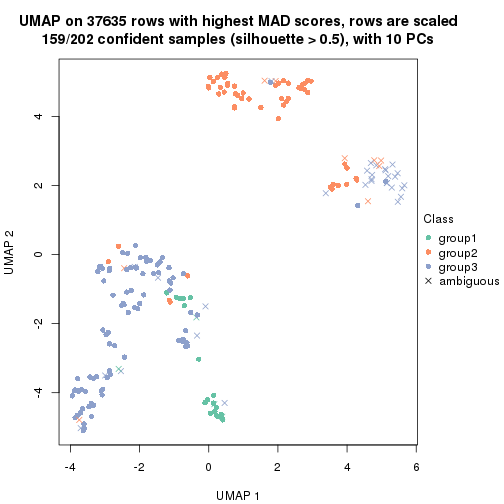 UMAP on 37635 rows with highest MAD scores, rows are scaled
159/202 confident samples (silhouette > 0.5), with 10 PCs
4
2
0
-2
-4
UMAP 2
-4
-2
0
2
4
6
UMAP 1
Class
group1
group2
group3
ambiguous